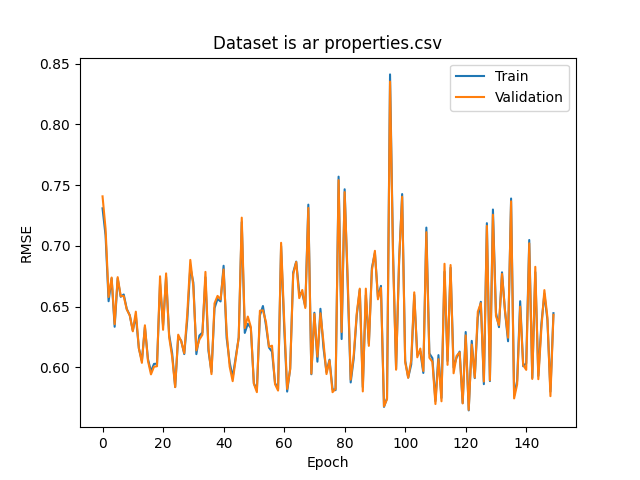 Dataset is ar properties.csv
Train
Validation
RMSE
0.85
0.80
0.75
0.70
0.65
0.60
0 20 40 60 80 100 120 140
Epoch